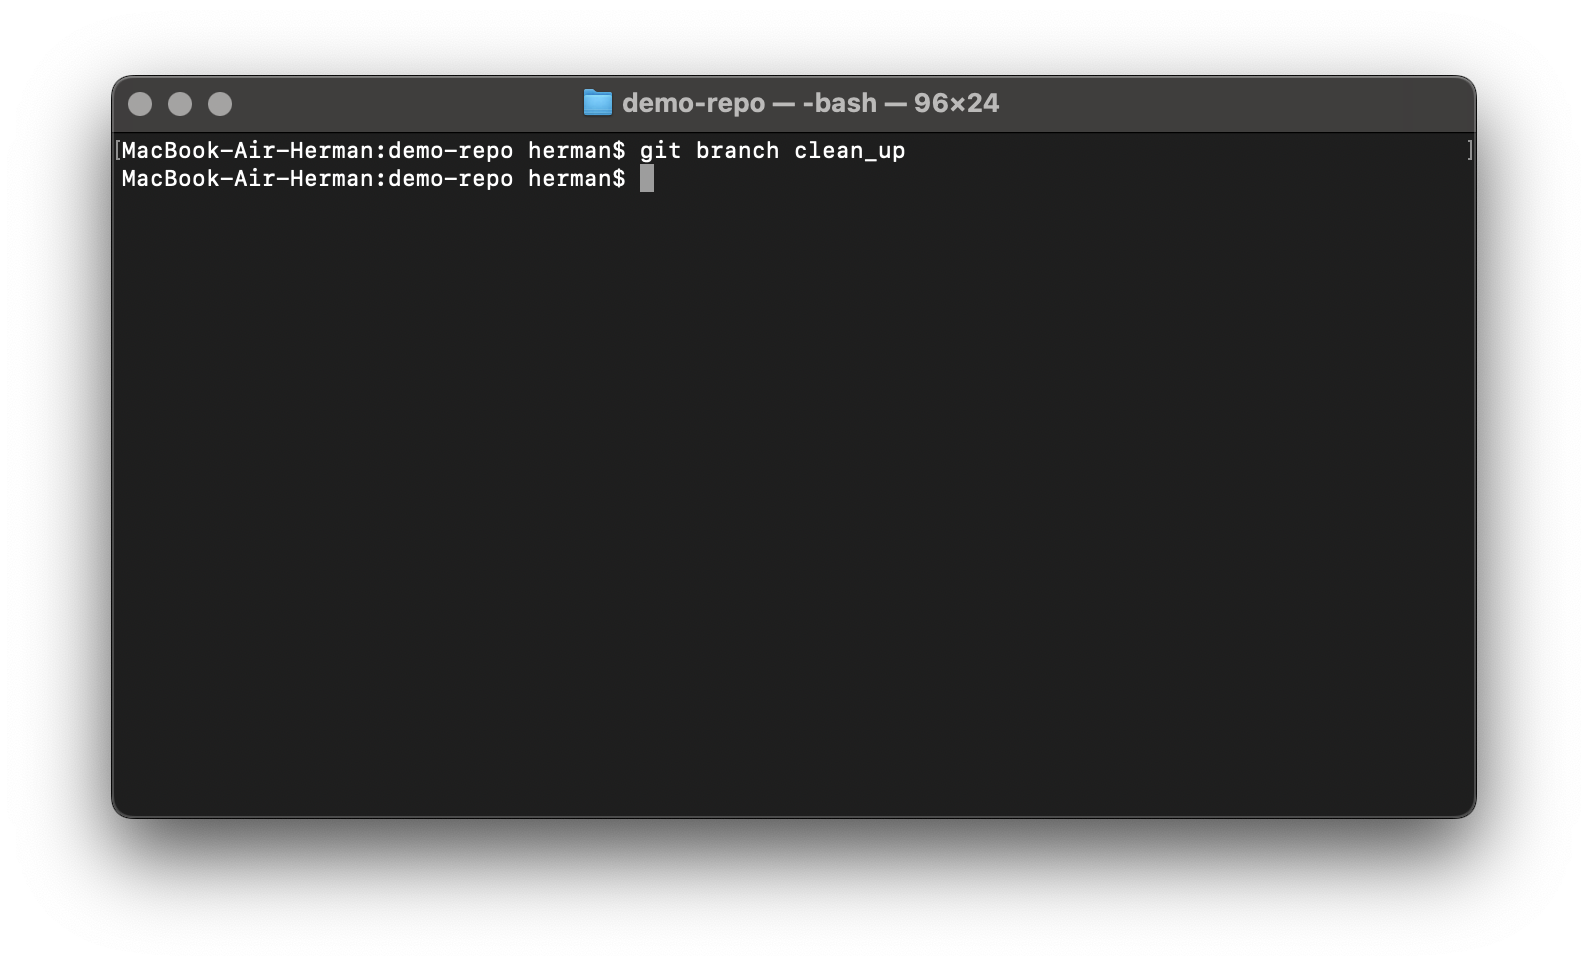 demo-repo — -bash — 96×24
[MacBook-Air-Herman:demo-repo herman$ git branch clean_up ]
MacBook-Air-Herman:demo-repo herman$